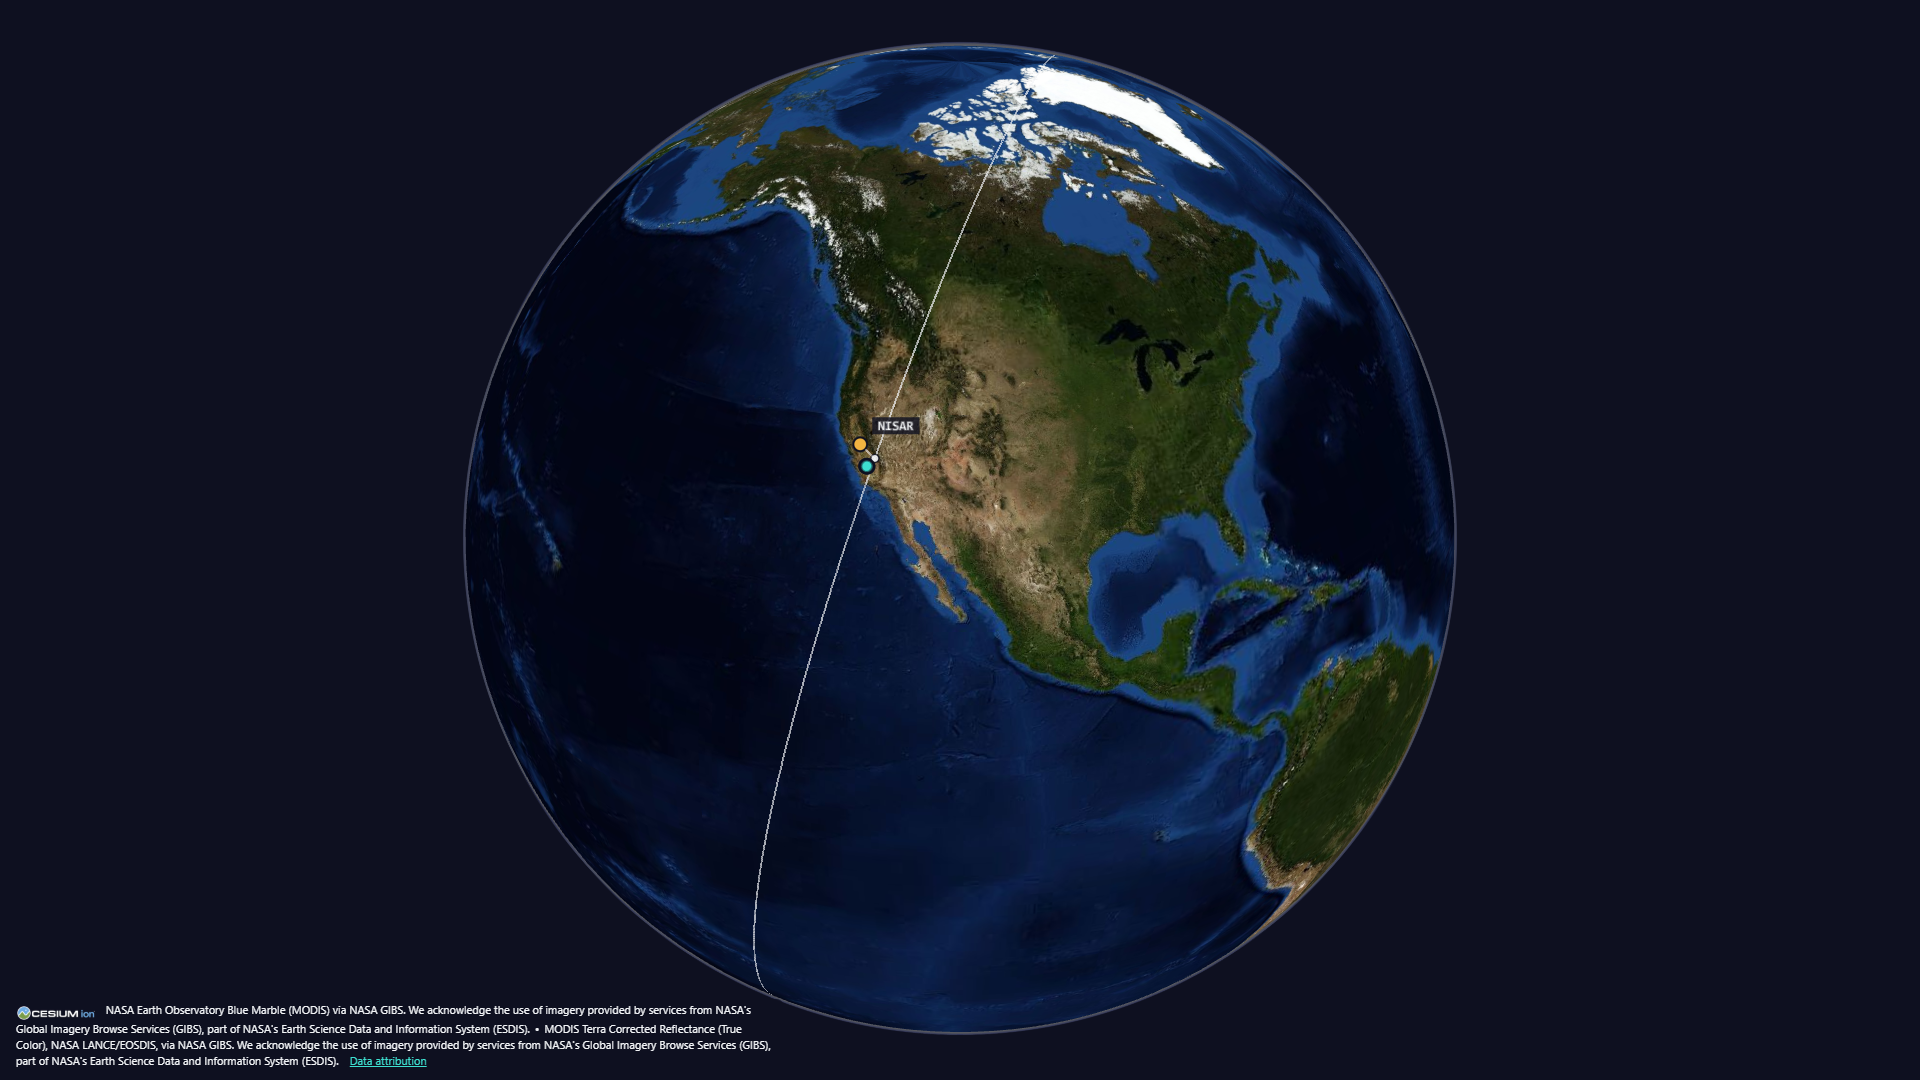 NISAR
CESIUM ion NASA Earth Observatory Blue Marble (MODIS) via NASA GIBS. We acknowledge the use of imagery provided by services from NASA's
Global Imagery Browse Services (GIBS), part of NASA's Earth Science Data and Information System (ESDIS). • MODIS Terra Corrected Reflectance (True
Color), NASA LANCE/EOSDIS, via NASA GIBS. We acknowledge the use of imagery provided by services from NASA's Global Imagery Browse Services (GIBS),
part of NASA's Earth Science Data and Information System (ESDIS). Data attribution